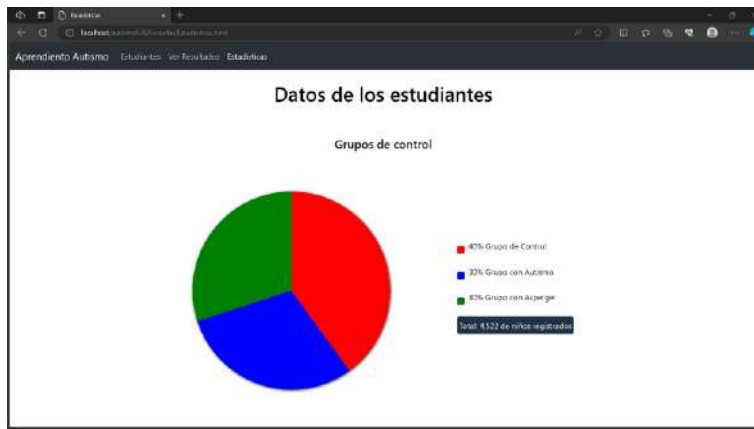 Estadísticas
localhost
Aprendiento Autismo Estudiantes Ver Resultados Estadísticas
Datos de los estudiantes
Grupos de control
40% Grupo de Control
30% Grupo con Autismo
30% Grupo con Asperger
Total: 4,522 de niños registrados